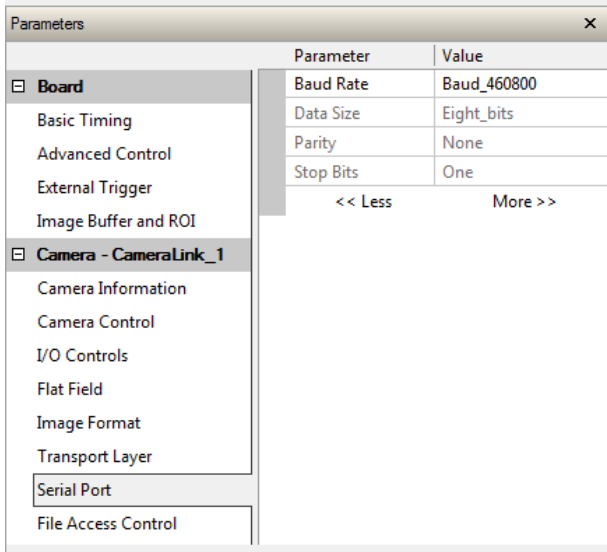 Parameters ×
Parameter Value
Board
Basic Timing
Advanced Control
External Trigger
Image Buffer and ROI
Camera - CameraLink_1
Camera Information
Camera Control
I/O Controls
Flat Field
Image Format
Transport Layer
Serial Port
File Access Control
Baud Rate Baud_460800
Data Size Eight_bits
Parity None
Stop Bits One
<< Less More >>